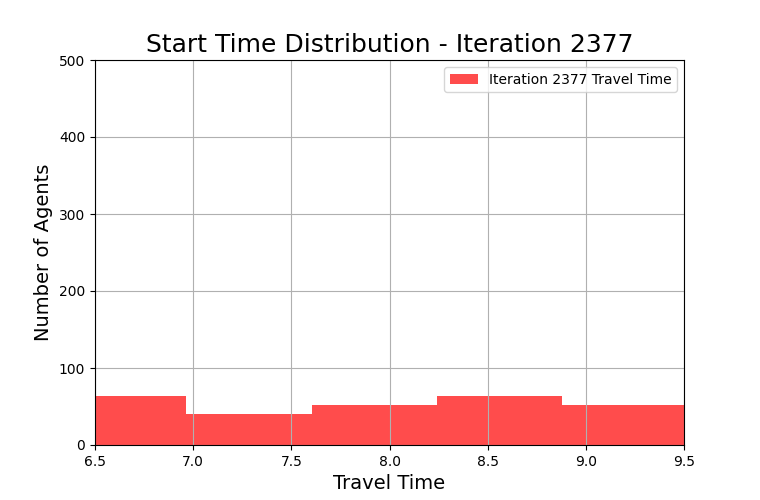 Start Time Distribution - Iteration 2377
Iteration 2377 Travel Time
Number of Agents
500
400
300
200
100
0
6.5 7.0 7.5 8.0 8.5 9.0 9.5
Travel Time